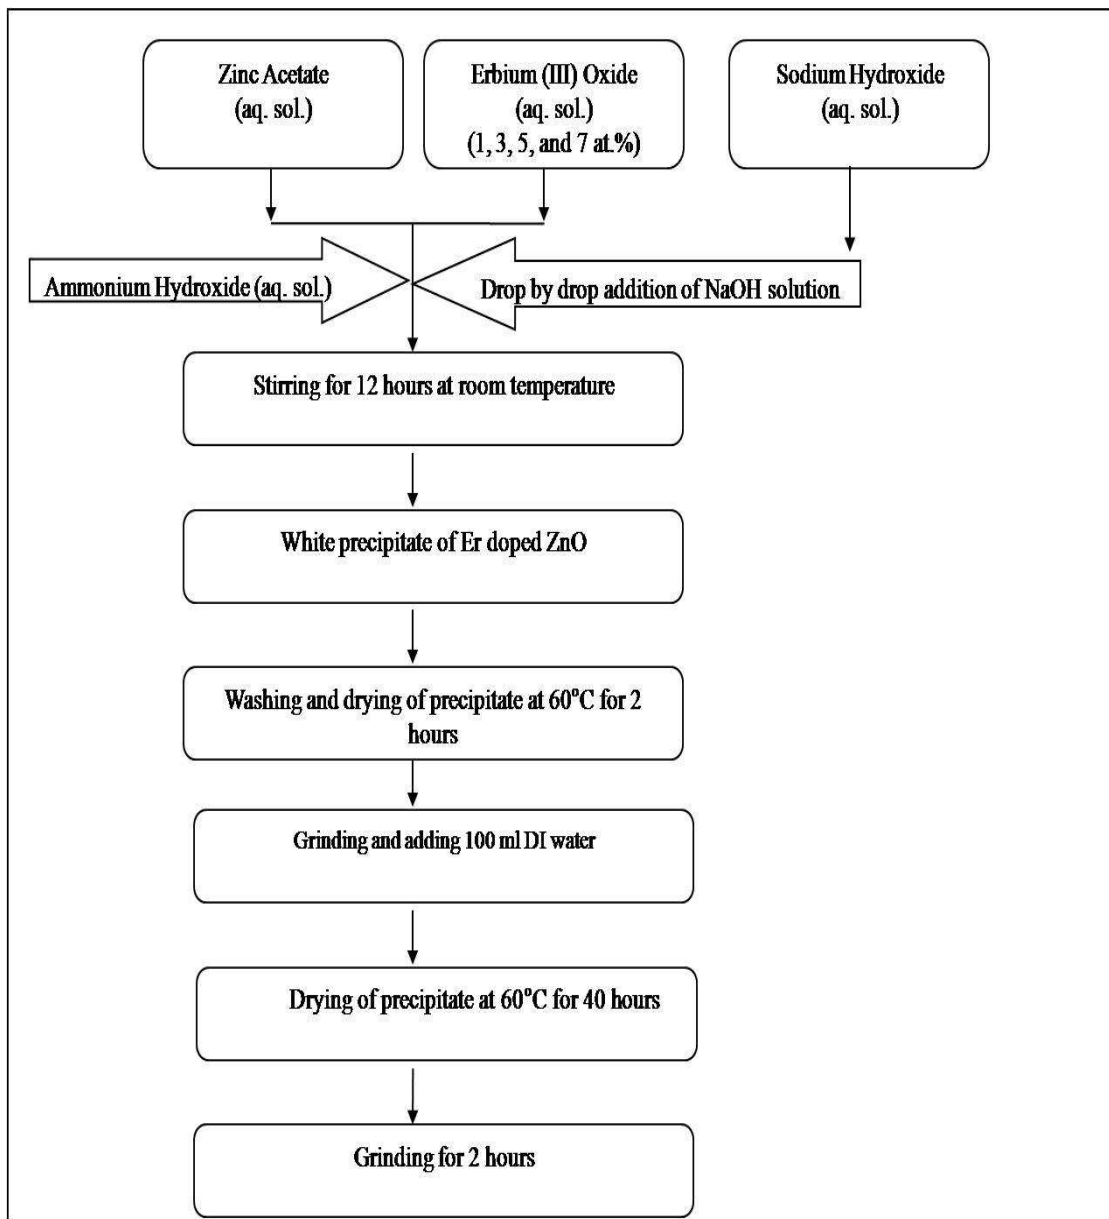 Zinc Acetate
(aq. sol.)
Erbium (III) Oxide
(aq. sol.)
(1, 3, 5, and 7 at.%)
Sodium Hydroxide
(aq. sol.)
Ammonium Hydroxide (aq. sol.)
Drop by drop addition of NaOH solution
Stirring for 12 hours at room temperature
White precipitate of Er doped ZnO
Washing and drying of precipitate at 60°C for 2
hours
Grinding and adding 100 ml DI water
Drying of precipitate at 60°C for 40 hours
Grinding for 2 hours